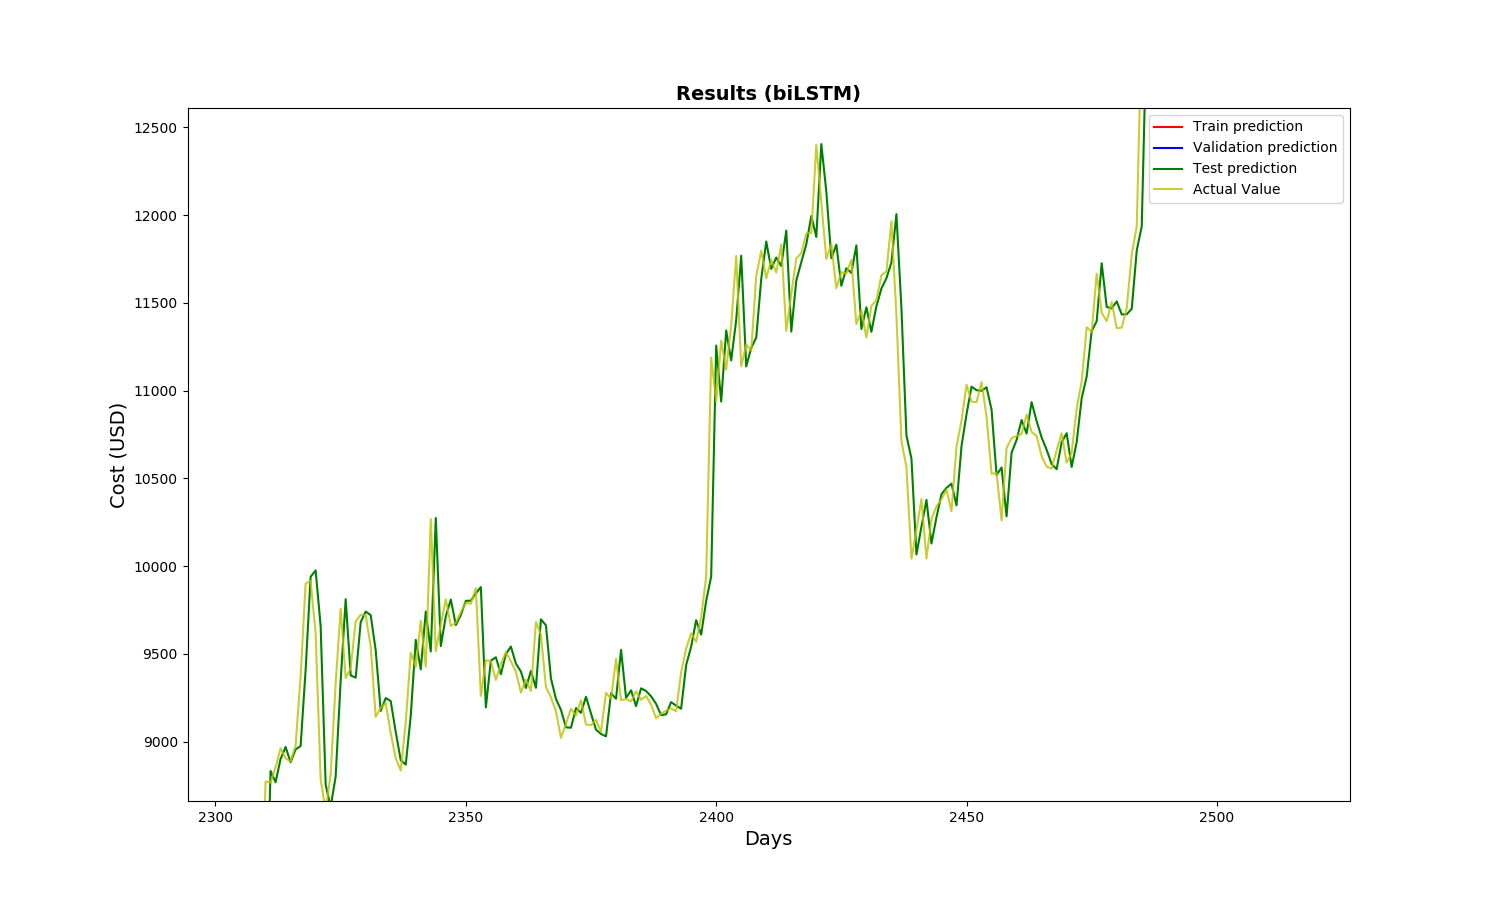 Results (biLSTM)
12500
12000
11500
11000
10500
10000
9500
9000
Cost (USD)
2300
2350
2400
2450
2500
Days
Train prediction
Validation prediction
Test prediction
Actual Value